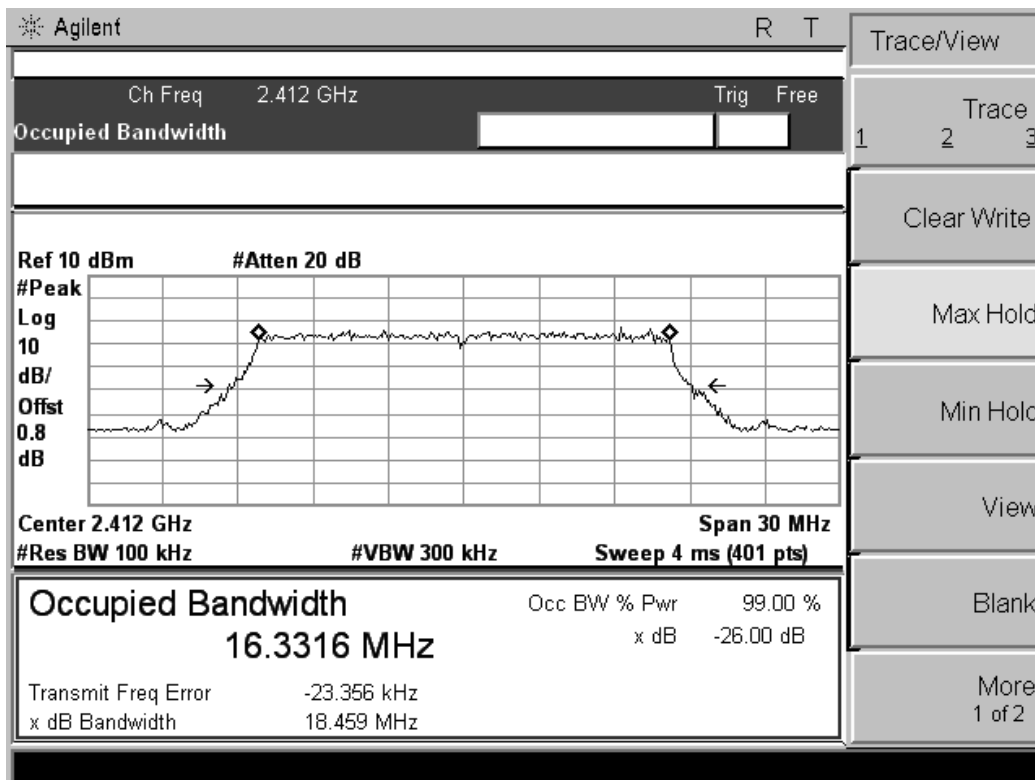 Agilent R T
Ch Freq 2.412 GHz Trig Free
Occupied Bandwidth
Ref 10 dBm #Atten 20 dB
#Peak
Log
10
dB/
Offst
0.8
dB
Center 2.412 GHz Span 30 MHz
#Res BW 100 kHz #VBW 300 kHz Sweep 4 ms (401 pts)
Occupied Bandwidth
16.3316 MHz
Occ BW % Pwr 99.00 %
x dB -26.00 dB
Transmit Freq Error -23.356 kHz
x dB Bandwidth 18.459 MHz
Trace/View
Trace
1 2 3
Clear Write
Max Hold
Min Hold
View
Blank
More
1 of 2